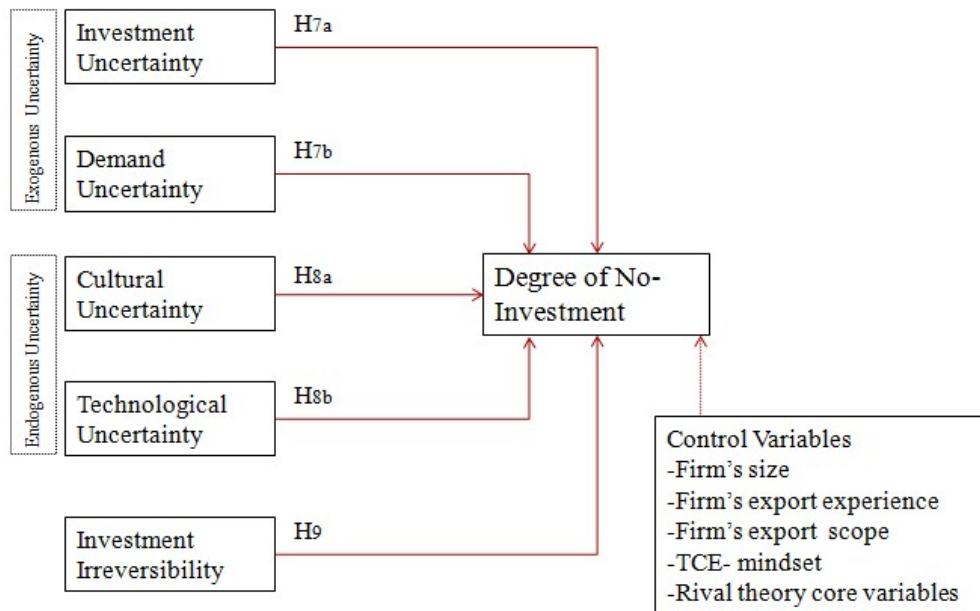 Exogenous Uncertainty
Investment
Uncertainty
H7a
Demand
Uncertainty
H7b
Endogenous Uncertainty
Cultural
Uncertainty
H8a
Degree of No-
Investment
Technological
Uncertainty
H8b
Investment
Irreversibility
H9
Control Variables
-Firm's size
-Firm's export experience
-Firm's export scope
-TCE- mindset
-Rival theory core variables